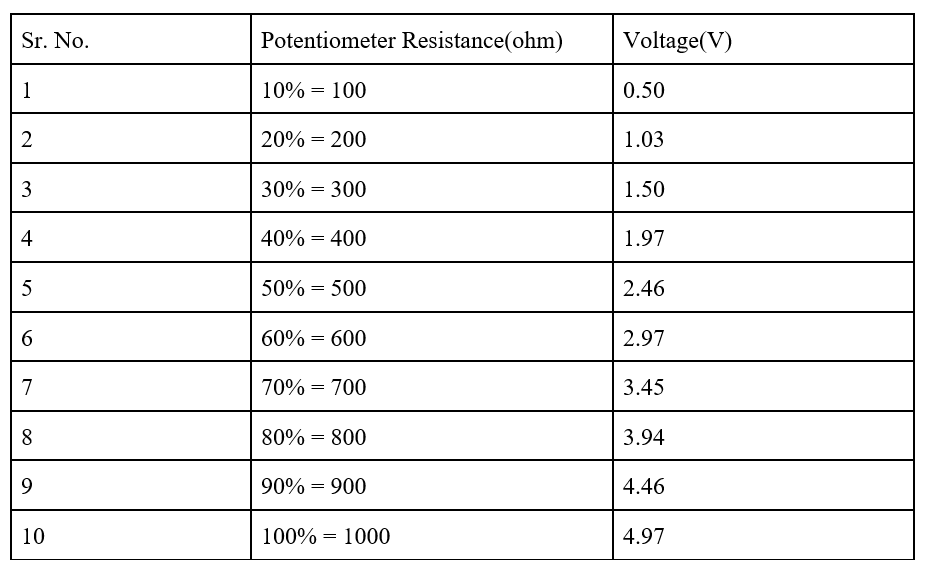 Sr. No. Potentiometer Resistance(ohm) Voltage(V)
1 10% = 100 0.50
2 20% = 200 1.03
3 30% = 300 1.50
4 40% = 400 1.97
5 50% = 500 2.46
6 60% = 600 2.97
7 70% = 700 3.45
8 80% = 800 3.94
9 90% = 900 4.46
10 100% = 1000 4.97